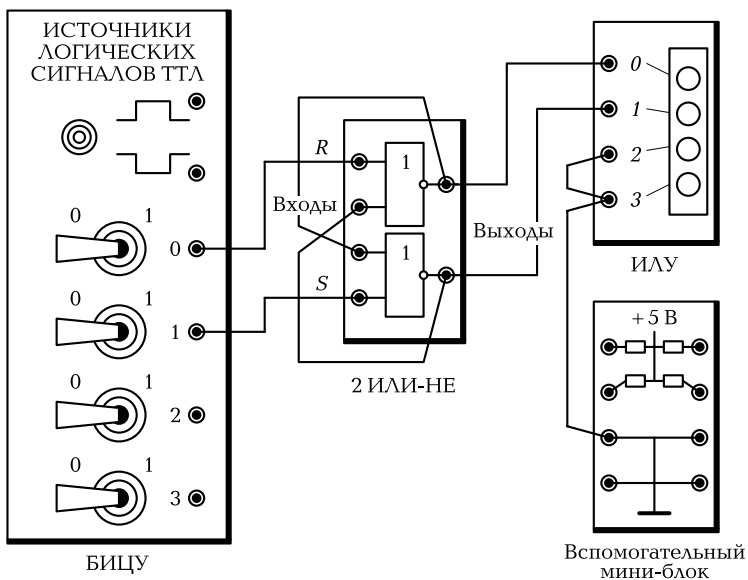 ИСТОЧНИКИ
ЛОГИЧЕСКИХ
СИГНАЛОВ ТТЛ
0 1
0
0 1
1
0 1
2
0 1
3
БИЦУ
R
1
Входы
1
S
Выходы
2 ИЛИ-НЕ
0
1
2
3
ИЛУ
+5 В
Вспомогательный
мини-блок